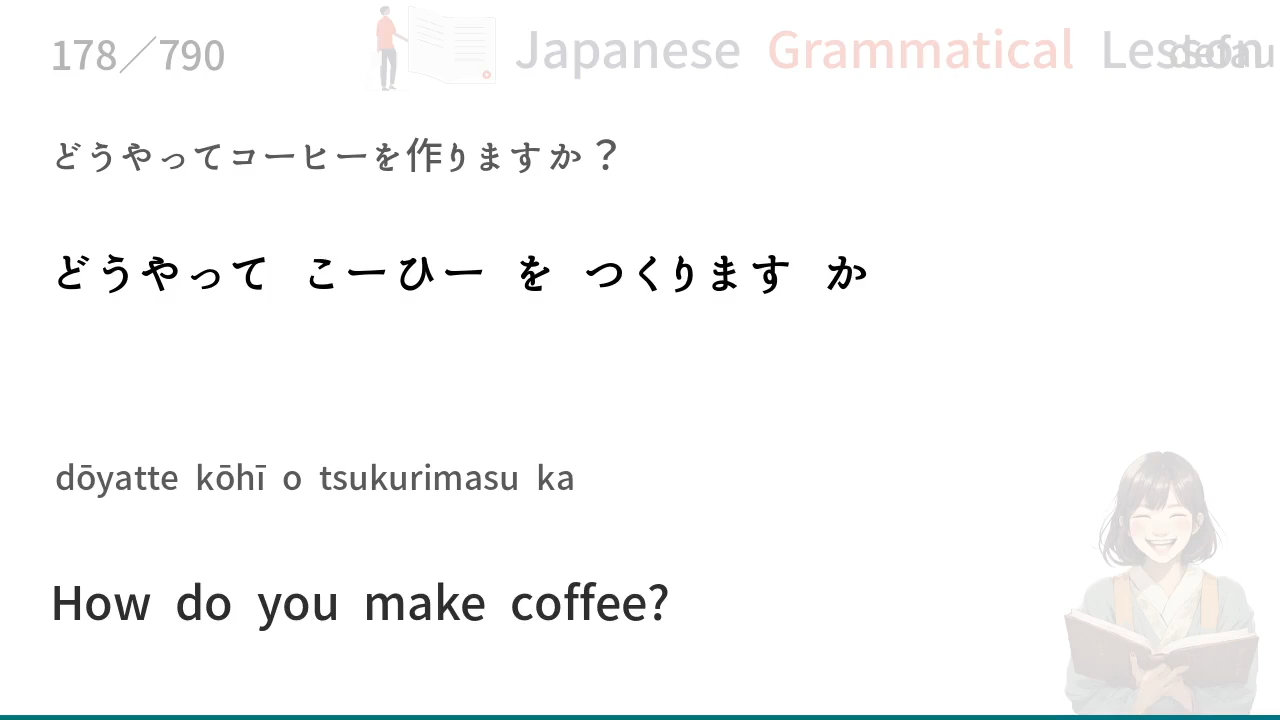 178／790
Japanese Grammatical Lesson
defau
どうやってコーヒーを作りますか？
どうやって こーひー を つくります か
dōyatte kōhī o tsukurimasu ka
How do you make coffee?